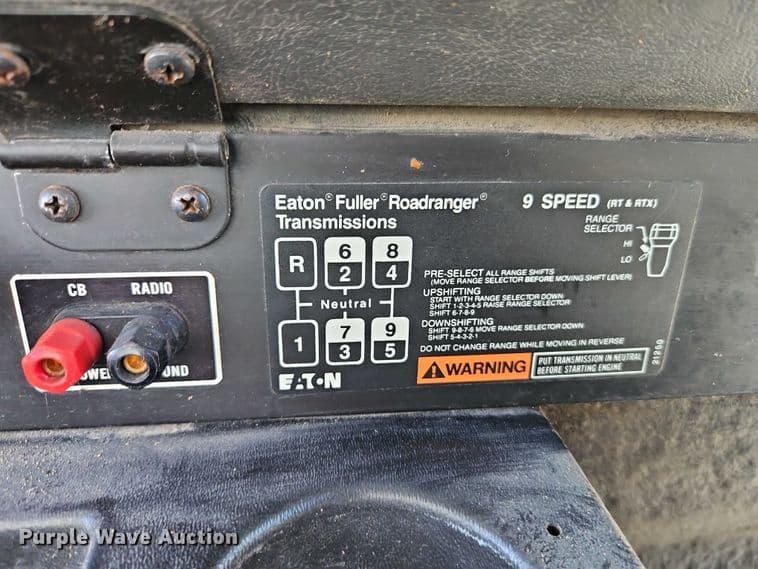 Eaton® Fuller® Roadranger® 9 SPEED (RT & RTX)
Transmissions
RANGE
SELECTOR
HI
LO
R 6 8
2 4
Neutral
1 7 9
3 5
PRE-SELECT ALL RANGE SHIFTS
(MOVE RANGE SELECTOR BEFORE MOVING SHIFT LEVER)
UPSHIFTING
START WITH RANGE SELECTOR DOWN
SHIFT 1-2-3-4-5 RAISE RANGE SELECTOR
SHIFT 6-7-8-9
DOWNSHIFTING
SHIFT 9-8-7-6 MOVE RANGE SELECTOR DOWN
SHIFT 5-4-3-2-1
DO NOT CHANGE RANGE WHILE MOVING IN REVERSE
EATON
WARNING
PUT TRANSMISSION IN NEUTRAL
BEFORE STARTING ENGINE
CB RADIO
Purple Wave Auction